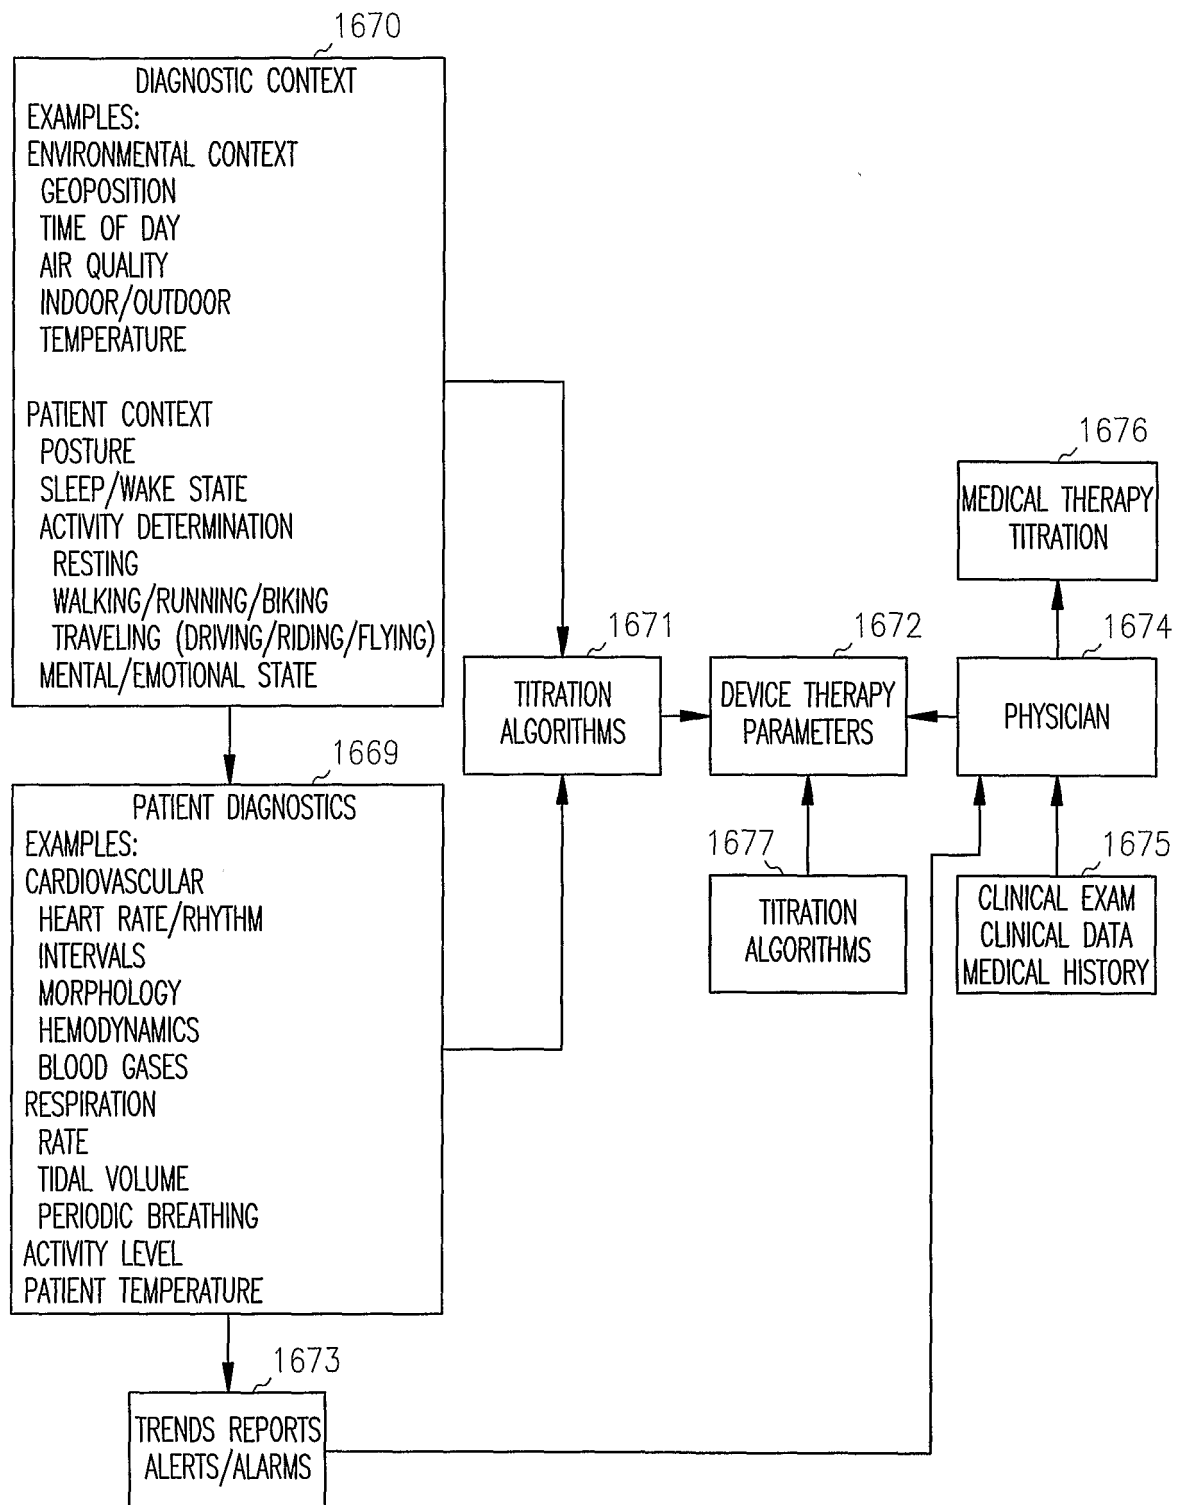 1670
DIAGNOSTIC CONTEXT
EXAMPLES:
ENVIRONMENTAL CONTEXT
GEOPOSITION
TIME OF DAY
AIR QUALITY
INDOOR/OUTDOOR
TEMPERATURE
PATIENT CONTEXT
POSTURE
SLEEP/WAKE STATE
ACTIVITY DETERMINATION
RESTING
WALKING/RUNNING/BIKING
TRAVELING (DRIVING/RIDING/FLYING)
MENTAL/EMOTIONAL STATE
1669
PATIENT DIAGNOSTICS
EXAMPLES:
CARDIOVASCULAR
HEART RATE/RHYTHM
INTERVALS
MORPHOLOGY
HEMODYNAMICS
BLOOD GASES
RESPIRATION
RATE
TIDAL VOLUME
PERIODIC BREATHING
ACTIVITY LEVEL
PATIENT TEMPERATURE
1673
TRENDS REPORTS
ALERTS/ALARMS
1671
TITRATION
ALGORITHMS
1672
DEVICE THERAPY
PARAMETERS
1677
TITRATION
ALGORITHMS
1676
MEDICAL THERAPY
TITRATION
1674
PHYSICIAN
1675
CLINICAL EXAM
CLINICAL DATA
MEDICAL HISTORY